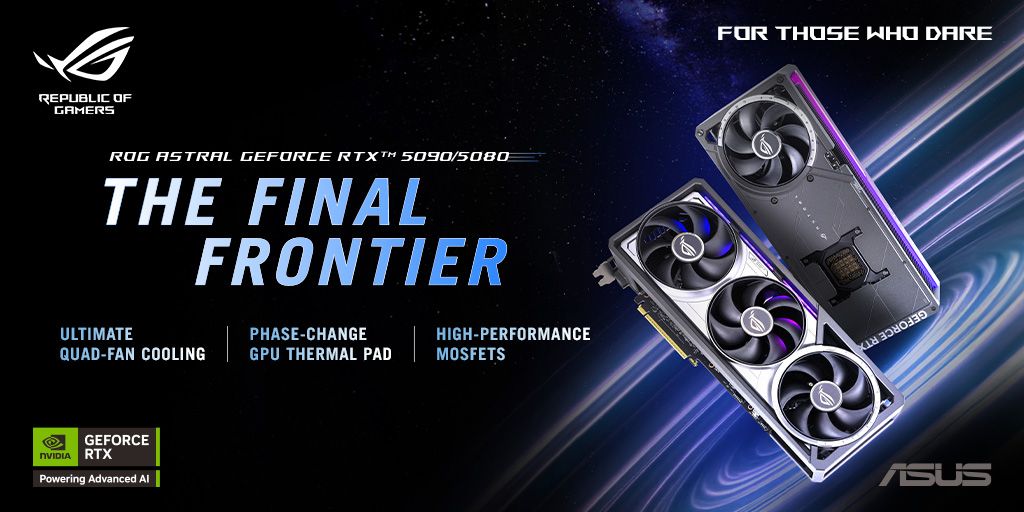 REPUBLIC OF
GAMERS
FOR THOSE WHO DARE
ROG ASTRAL GEFORCE RTX™ 5090/5080
THE FINAL
FRONTIER
ULTIMATE
QUAD-FAN COOLING
PHASE-CHANGE
GPU THERMAL PAD
HIGH-PERFORMANCE
MOSFETS
GEFORCE RTX
NVIDIA
GEFORCE
RTX
Powering Advanced AI
ASUS